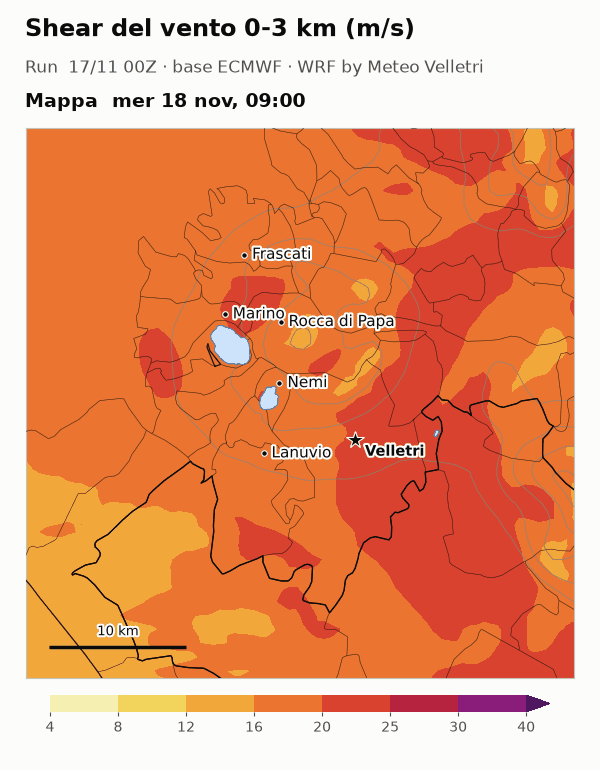 Shear del vento 0-3 km (m/s)
Run  17/11 00Z · base ECMWF · WRF by Meteo Velletri
Mappa  mer 18 nov, 09:00
Frascati
Marino
Rocca di Papa
Nemi
Velletri
Lanuvio
10 km
4 8 12 16 20 25 30 40